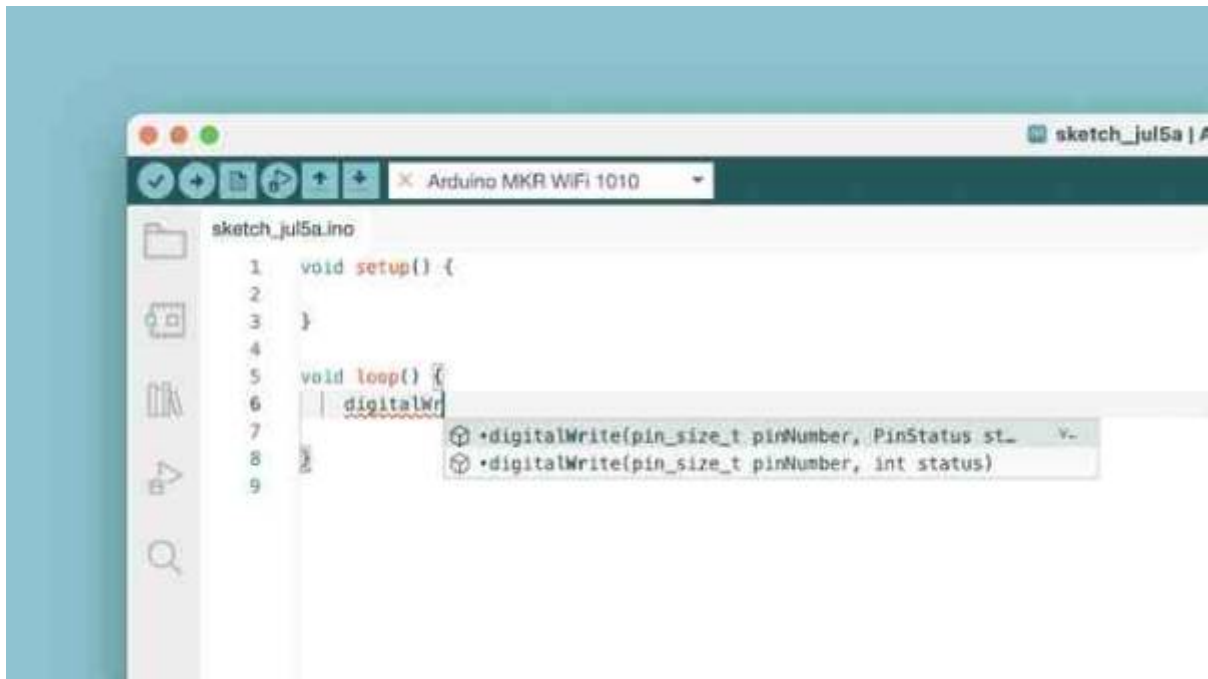 sketch_jul5a | A
Arduino MKR WiFi 1010
sketch_jul5a.ino
1 void setup() {
2
3 }
4
5 void loop() {
6 digitalWr
•digitalWrite(pin_size_t pinNumber, PinStatus st…
7
•digitalWrite(pin_size_t pinNumber, int status)
8 }
9